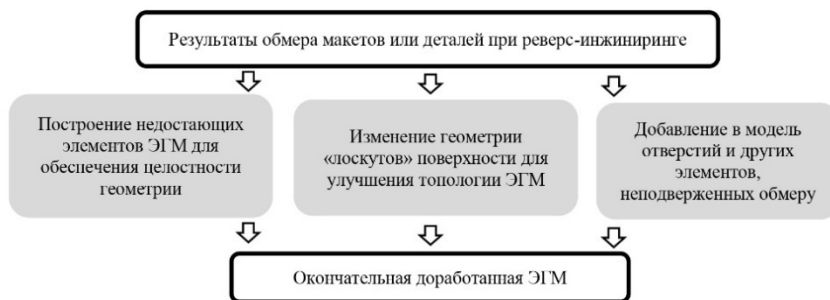 Результаты обмера макетов или деталей при реверс-инжиниринге
Построение недостающих
элементов ЭГМ для
обеспечения целостности
геометрии
Изменение геометрии
«лоскутов» поверхности для
улучшения топологии ЭГМ
Добавление в модель
отверстий и других
элементов,
неподверженных обмеру
Окончательная доработанная ЭГМ